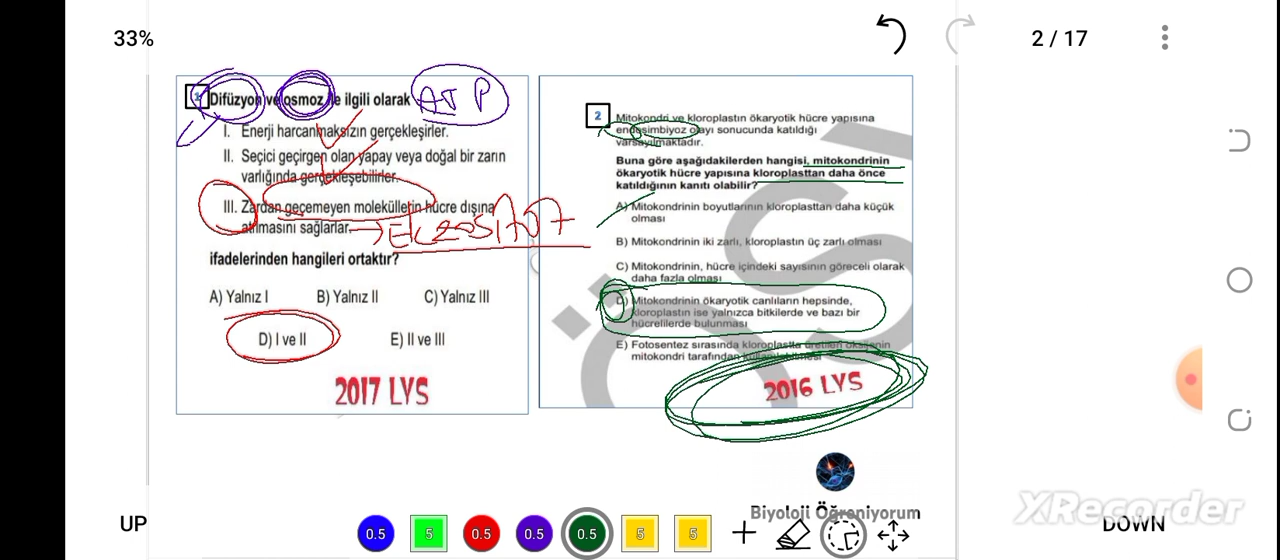 33%
2 / 17
1
Difüzyon ve osmoz ile ilgili olarak
ATP
I. Enerji harcanmaksızın gerçekleşirler.
II. Seçici geçirgen olan yapay veya doğal bir zarın
varlığında gerçekleşebilirler.
III. Zardan geçemeyen moleküllerin hücre dışına
atılmasını sağlarlar.
ifadelerinden hangileri ortaktır?
A) Yalnız I
B) Yalnız II
C) Yalnız III
D) I ve II
E) II ve III
2017 LYS
2
Mitokondri ve kloroplastın ökaryotik hücre yapısına
endosimbiyoz olayı sonucunda katıldığı
varsayılmaktadır.
Buna göre aşağıdakilerden hangisi, mitokondrinin
ökaryotik hücre yapısına kloroplasttan daha önce
katıldığının kanıtı olabilir?
A) Mitokondrinin boyutlarının kloroplasttan daha küçük
olması
B) Mitokondrinin iki zarlı, kloroplastın üç zarlı olması
C) Mitokondrinin, hücre içindeki sayısının göreceli olarak
daha fazla olması
D) Mitokondrinin ökaryotik canlıların hepsinde,
kloroplastın ise yalnızca bitkilerde ve bazı bir
hücrelilerde bulunması
E) Fotosentez sırasında kloroplastta üretilen oksijenin
mitokondri tarafından kullanılabilmesi
2016 LYS
Biyoloji Öğreniyorum
XRecorder
UP
0.5
5
0.5
0.5
0.5
5
5
DOWN